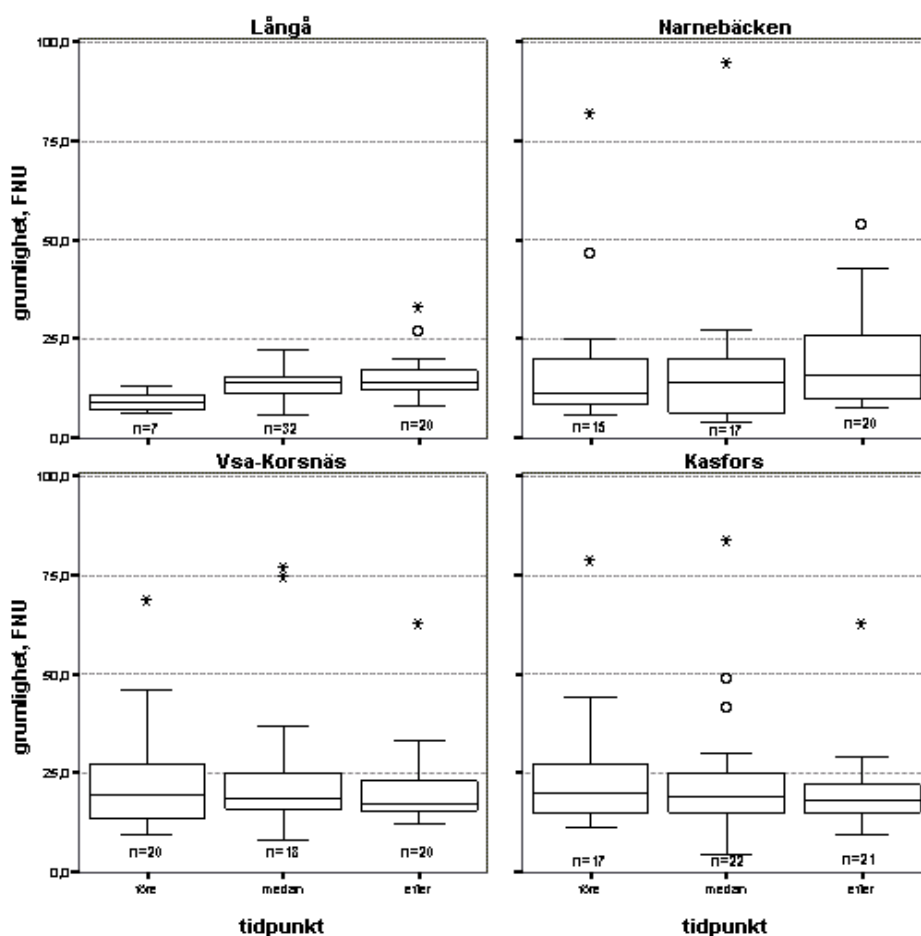 Långå
Narnebäcken
grumlighet, FNU
100,0
75,0
50,0
25,0
0,0
n=7
n=32
n=20
n=15
n=17
n=20
Vsa-Korsnäs
Kasfors
grumlighet, FNU
100,0
75,0
50,0
25,0
0,0
n=20
n=18
n=20
n=17
n=22
n=21
före
medan
efter
före
medan
efter
tidpunkt
tidpunkt